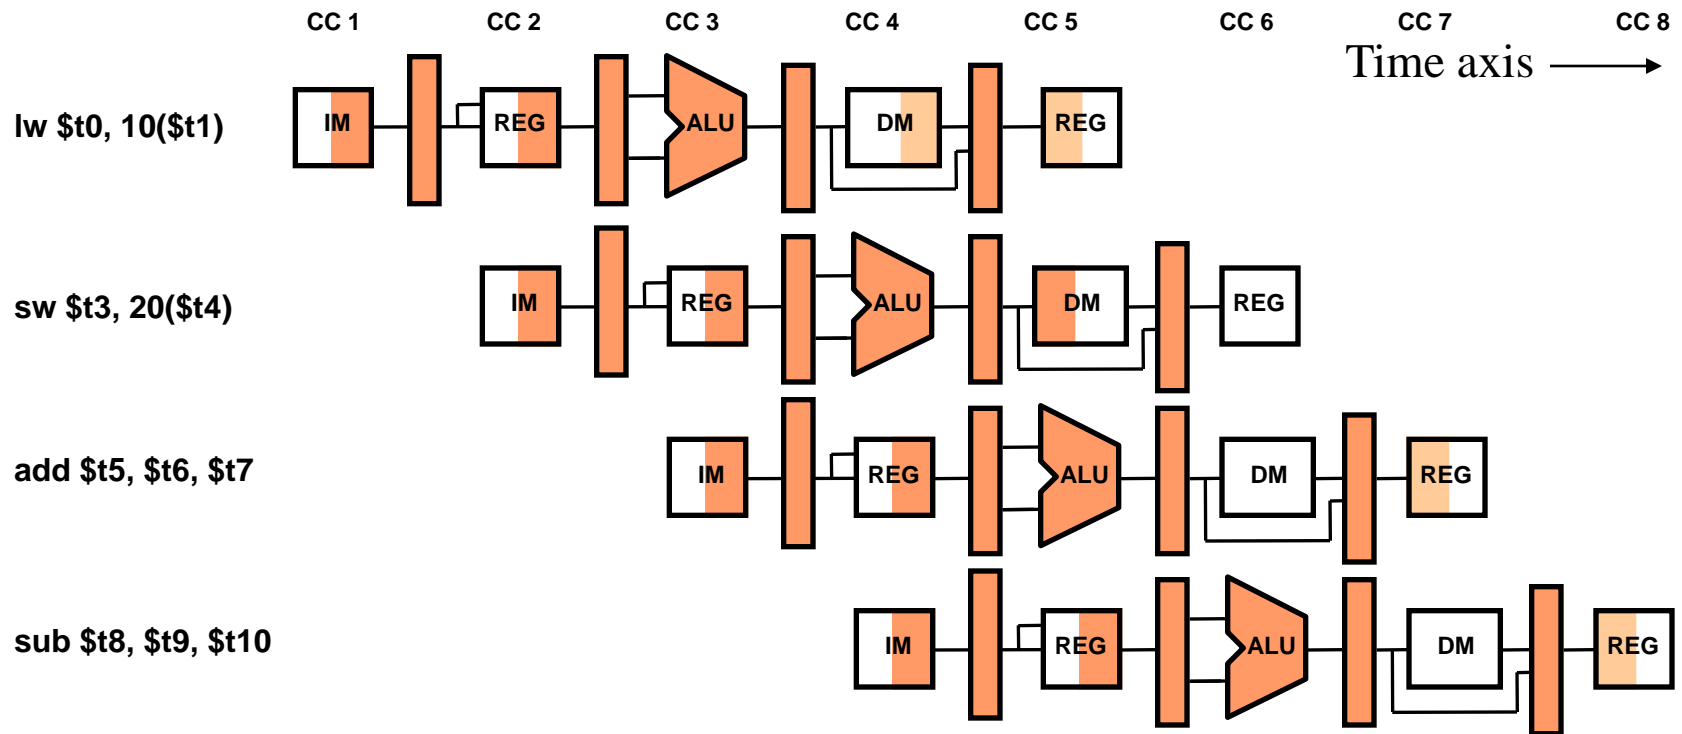 CC 1 CC 2 CC 3 CC 4 CC 5 CC 6 CC 7 CC 8
Time axis
lw $t0, 10($t1) IM REG ALU DM REG
sw $t3, 20($t4) IM REG ALU DM REG
add $t5, $t6, $t7 IM REG ALU DM REG
sub $t8, $t9, $t10 IM REG ALU DM REG